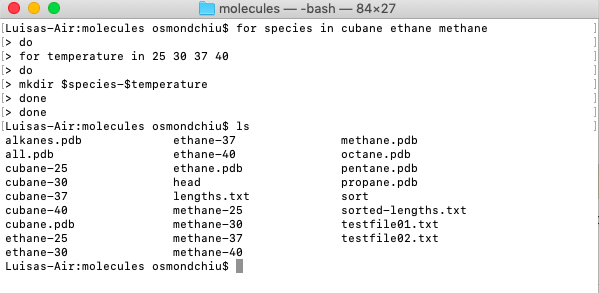 molecules — -bash — 84×27
[Luisas-Air:molecules osmondchiu$ for species in cubane ethane methane ]
[> do ]
[> for temperature in 25 30 37 40 ]
[> do ]
[> mkdir $species-$temperature ]
[> done ]
[> done ]
[Luisas-Air:molecules osmondchiu$ ls ]
alkanes.pdb ethane-37 methane.pdb
all.pdb ethane-40 octane.pdb
cubane-25 ethane.pdb pentane.pdb
cubane-30 head propane.pdb
cubane-37 lengths.txt sort
cubane-40 methane-25 sorted-lengths.txt
cubane.pdb methane-30 testfile01.txt
ethane-25 methane-37 testfile02.txt
ethane-30 methane-40
Luisas-Air:molecules osmondchiu$